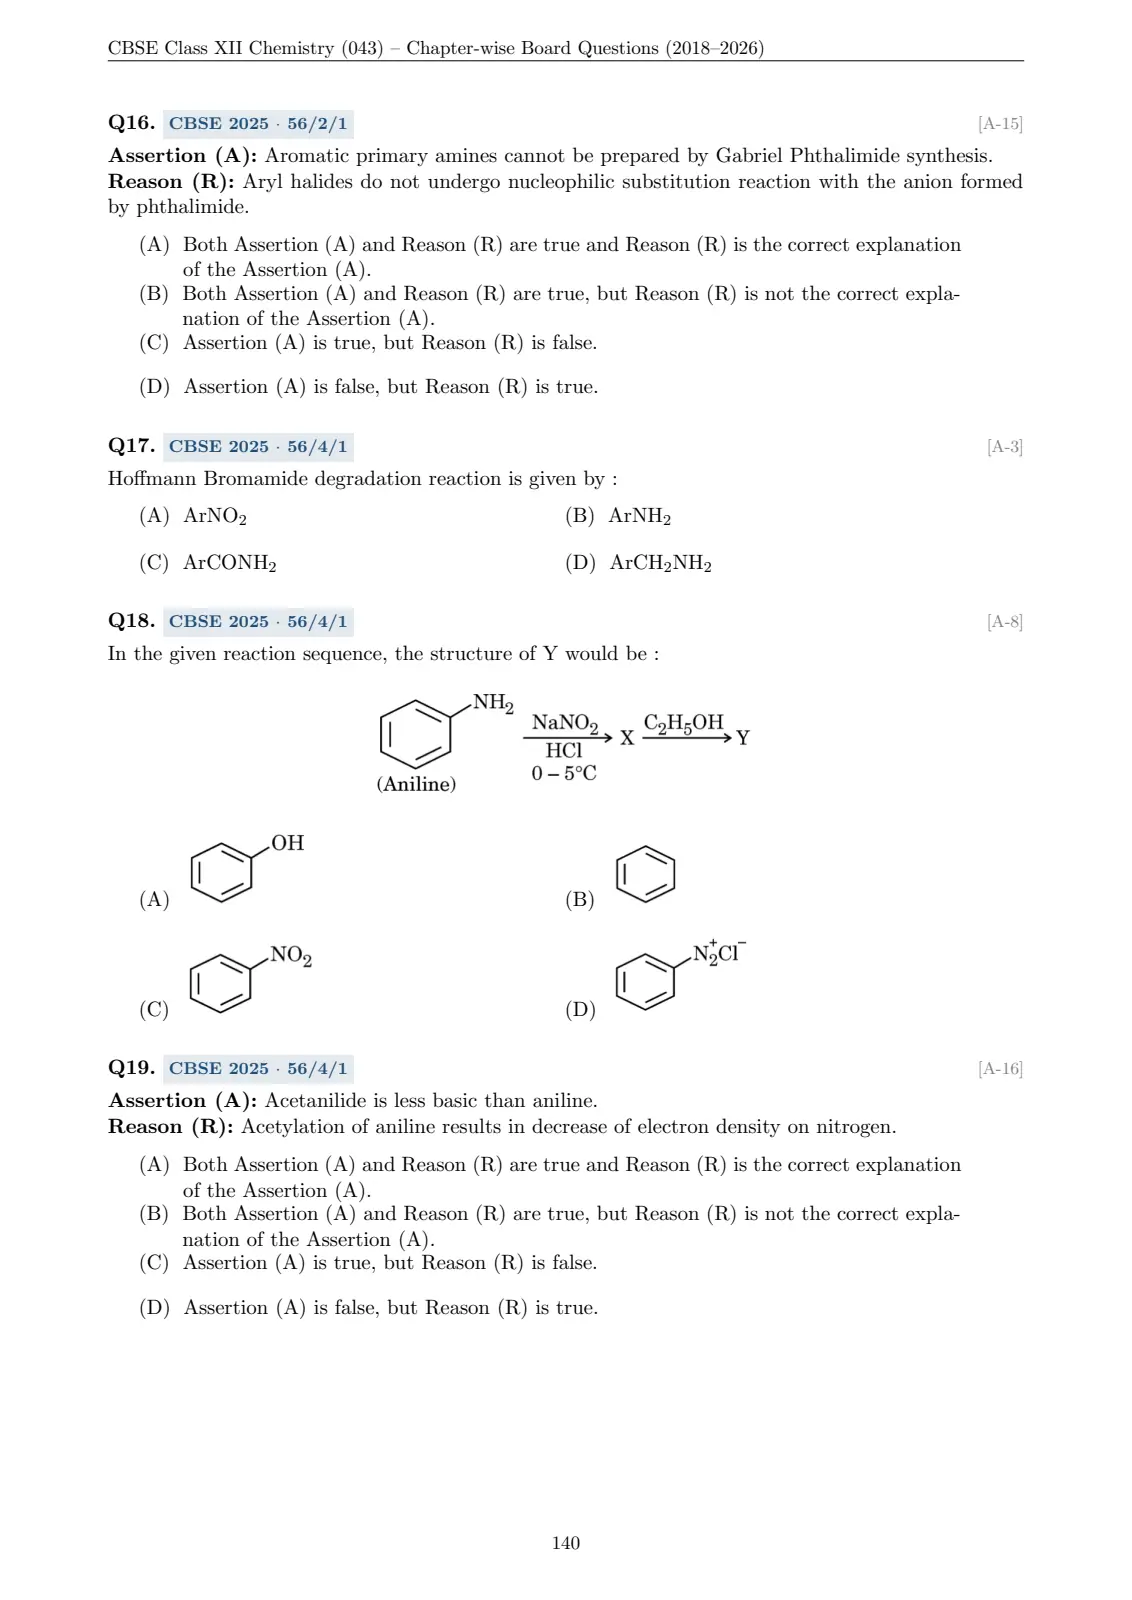 CBSE Class XII Chemistry (043) – Chapter-wise Board Questions (2018–2026)
Q16. CBSE 2025 · 56/2/1 [A-15]
Assertion (A): Aromatic primary amines cannot be prepared by Gabriel Phthalimide synthesis.
Reason (R): Aryl halides do not undergo nucleophilic substitution reaction with the anion formed
by phthalimide.
(A) Both Assertion (A) and Reason (R) are true and Reason (R) is the correct explanation
of the Assertion (A).
(B) Both Assertion (A) and Reason (R) are true, but Reason (R) is not the correct expla-
nation of the Assertion (A).
(C) Assertion (A) is true, but Reason (R) is false.
(D) Assertion (A) is false, but Reason (R) is true.
Q17. CBSE 2025 · 56/4/1 [A-3]
Hoffmann Bromamide degradation reaction is given by :
(A) ArNO₂ (B) ArNH₂
(C) ArCONH₂ (D) ArCH₂NH₂
Q18. CBSE 2025 · 56/4/1 [A-8]
In the given reaction sequence, the structure of Y would be :
NH₂
NaNO₂ C₂H₅OH
X Y
HCl
0 – 5°C
(Aniline)
OH
(A) (B)
NO₂ N₂⁺Cl⁻
(C) (D)
Q19. CBSE 2025 · 56/4/1 [A-16]
Assertion (A): Acetanilide is less basic than aniline.
Reason (R): Acetylation of aniline results in decrease of electron density on nitrogen.
(A) Both Assertion (A) and Reason (R) are true and Reason (R) is the correct explanation
of the Assertion (A).
(B) Both Assertion (A) and Reason (R) are true, but Reason (R) is not the correct expla-
nation of the Assertion (A).
(C) Assertion (A) is true, but Reason (R) is false.
(D) Assertion (A) is false, but Reason (R) is true.
140